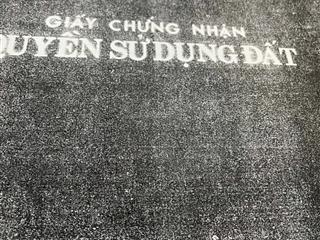 GIẤY CHỨNG NHẬN
QUYỀN SỬ DỤNG ĐẤT